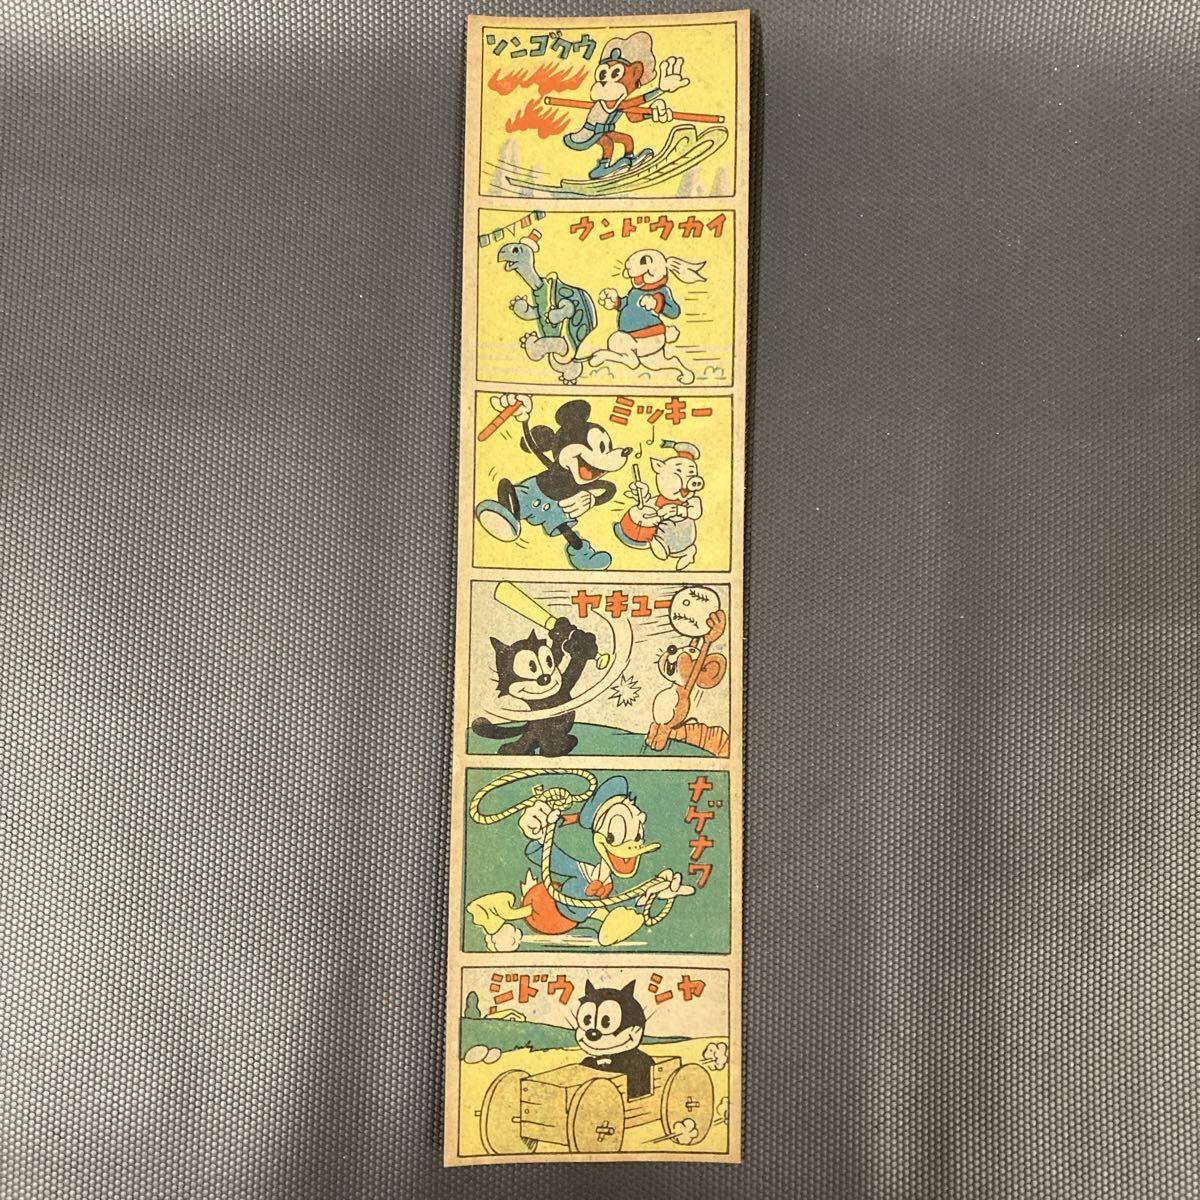 ソンゴクウ
ウンドウカイ
ミッキー
ヤキュー
ナゲナワ
ジドウシャ